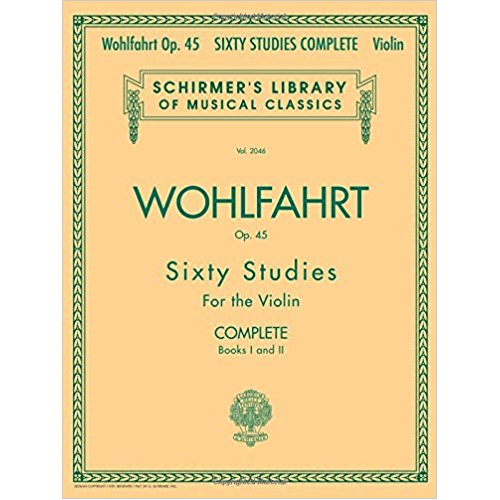 Wohlfahrt Op. 45 SIXTY STUDIES COMPLETE Violin
SCHIRMER'S LIBRARY
OF MUSICAL CLASSICS
Vol. 2046
WOHLFAHRT
Op. 45
Sixty Studies
For the Violin
COMPLETE
Books I and II